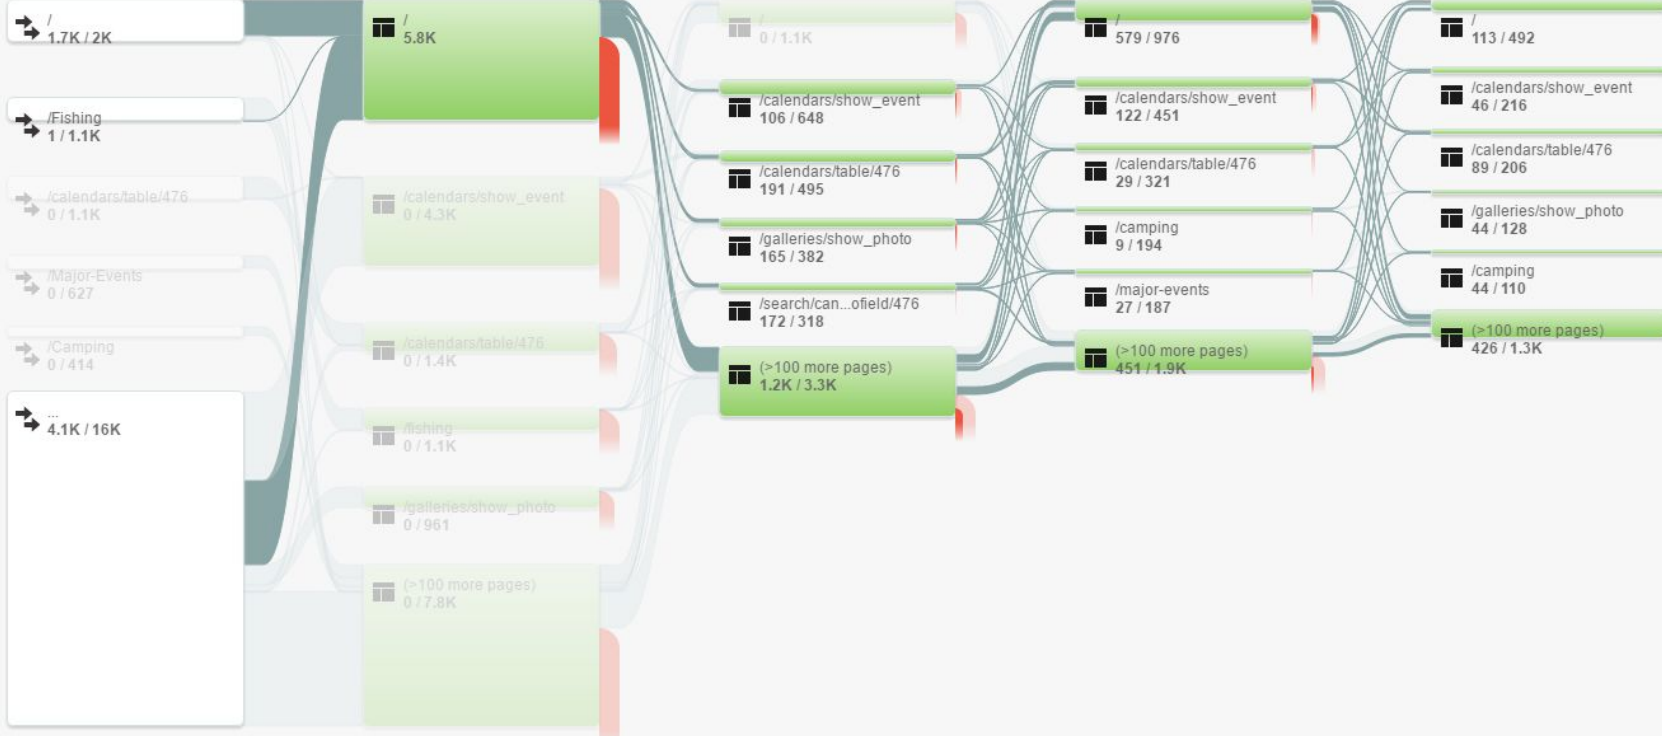 /
1.7K / 2K
/Fishing
1 / 1.1K
/calendars/table/476
0 / 1.1K
/Major-Events
0 / 627
/Camping
0 / 414
...
4.1K / 16K
/
5.8K
/calendars/show_event
0 / 4.3K
/calendars/table/476
0 / 1.4K
/fishing
0 / 1.1K
/galleries/show_photo
0 / 961
(>100 more pages)
0 / 7.8K
/
0 / 1.1K
/calendars/show_event
106 / 648
/calendars/table/476
191 / 495
/galleries/show_photo
165 / 382
/search/can...ofield/476
172 / 318
(>100 more pages)
1.2K / 3.3K
/
579 / 976
/calendars/show_event
122 / 451
/calendars/table/476
29 / 321
/camping
9 / 194
/major-events
27 / 187
(>100 more pages)
451 / 1.9K
/
113 / 492
/calendars/show_event
46 / 216
/calendars/table/476
89 / 206
/galleries/show_photo
44 / 128
/camping
44 / 110
(>100 more pages)
426 / 1.3K